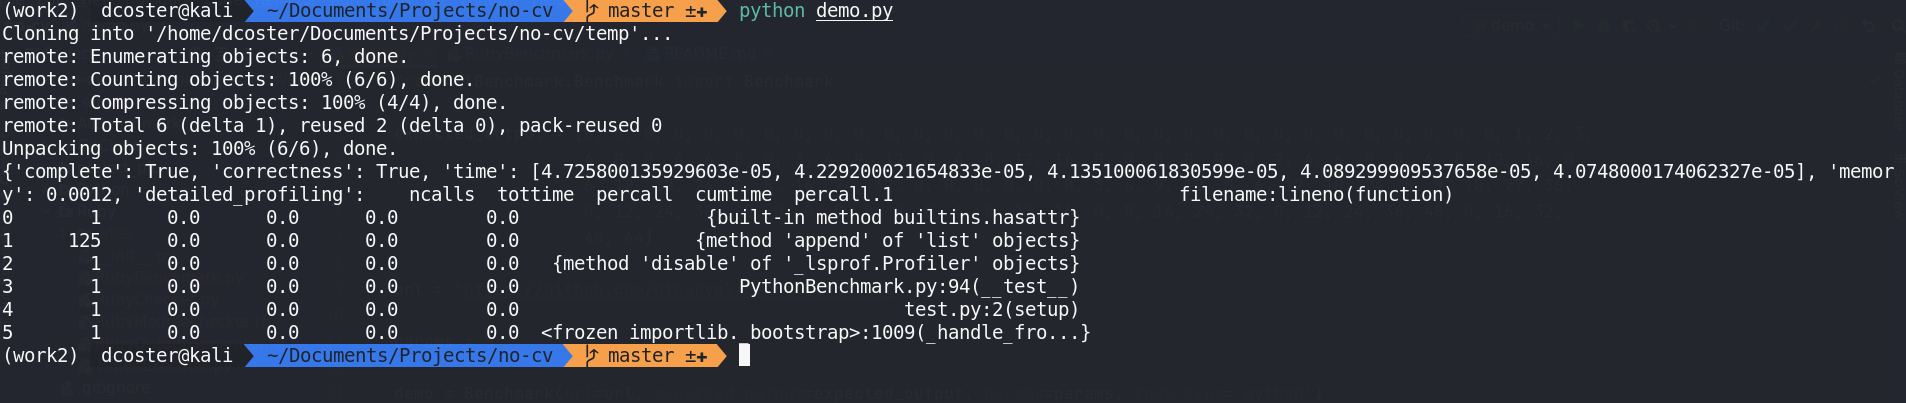 (work2) dcoster@kali ~/Documents/Projects/no-cv master ±+ python demo.py
Cloning into '/home/dcoster/Documents/Projects/no-cv/temp'...
remote: Enumerating objects: 6, done.
remote: Counting objects: 100% (6/6), done.
remote: Compressing objects: 100% (4/4), done.
remote: Total 6 (delta 1), reused 2 (delta 0), pack-reused 0
Unpacking objects: 100% (6/6), done.
{'complete': True, 'correctness': True, 'time': [4.725800135929603e-05, 4.229200021654833e-05, 4.135100061830599e-05, 4.089299909537658e-05, 4.0748000174062327e-05], 'memor
y': 0.0012, 'detailed_profiling':    ncalls  tottime  percall  cumtime  percall.1                          filename:lineno(function)
0       1      0.0      0.0      0.0        0.0                 {built-in method builtins.hasattr}
1     125      0.0      0.0      0.0        0.0                {method 'append' of 'list' objects}
2       1      0.0      0.0      0.0        0.0   {method 'disable' of '_lsprof.Profiler' objects}
3       1      0.0      0.0      0.0        0.0                    PythonBenchmark.py:94(__test__)
4       1      0.0      0.0      0.0        0.0                                   test.py:2(setup)
5       1      0.0      0.0      0.0        0.0  <frozen importlib._bootstrap>:1009(_handle_fro...}
(work2) dcoster@kali ~/Documents/Projects/no-cv master ±+